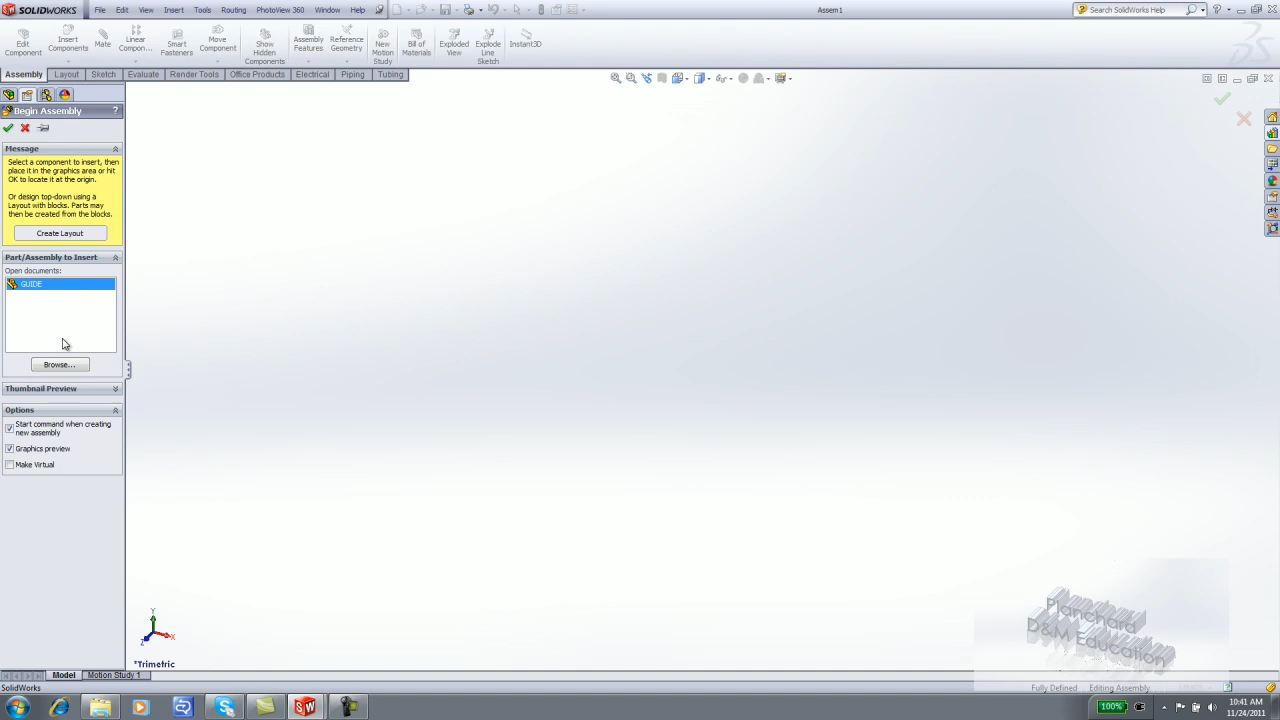 SOLIDWORKS File Edit View Insert Tools Routing PhotoView 360 Window Help Assem1 Search SolidWorks Help
Edit Component
Insert Components
Mate
Linear Compon...
Smart Fasteners
Move Component
Show Hidden Components
Assembly Features
Reference Geometry
New Motion Study
Bill of Materials
Exploded View
Explode Line Sketch
Instant3D
Assembly Layout Sketch Evaluate Render Tools Office Products Electrical Piping Tubing
Begin Assembly ?
Message
Select a component to insert, then
place it in the graphics area or hit
OK to locate it at the origin.
Or design top-down using a
Layout with blocks. Parts may
then be created from the blocks.
Create Layout
Part/Assembly to Insert
Open documents:
GUIDE
Browse...
Thumbnail Preview
Options
Start command when creating
new assembly
Graphics preview
Make Virtual
Y
X
Z
*Trimetric
Planchard
D&M Education
Model Motion Study 1
SolidWorks Fully Defined Editing Assembly
100% 10:41 AM
11/24/2011